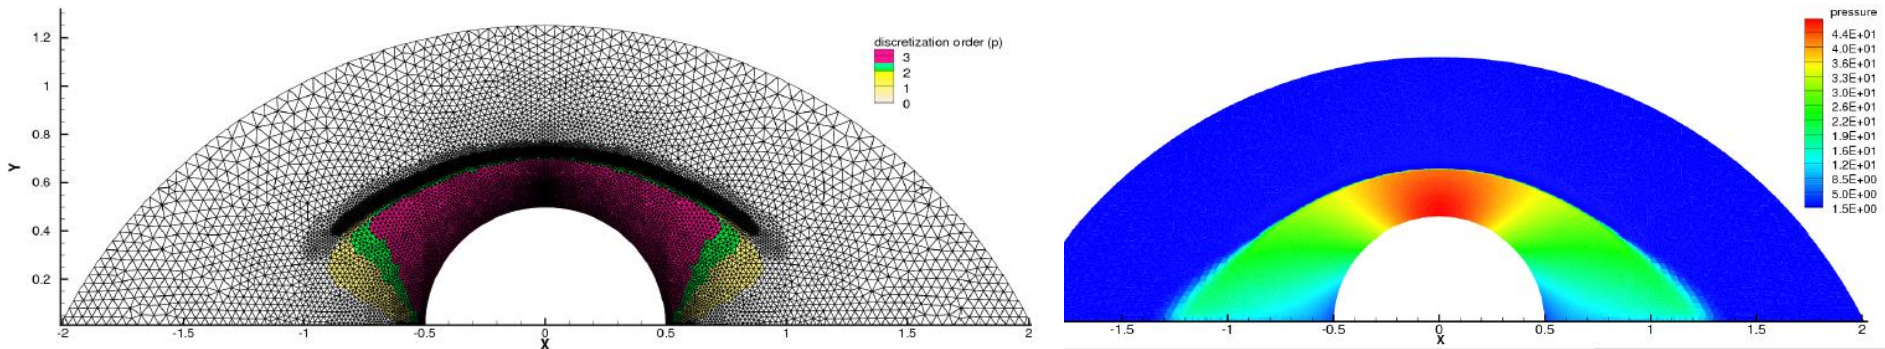 discretization order (p)
3
2
1
0
1.2
1
0.8
0.6
0.4
0.2
Y
-2
-1.5
-1
-0.5
0
0.5
1
1.5
2
X
pressure
4.4E+01
4.0E+01
3.6E+01
3.3E+01
3.0E+01
2.6E+01
2.2E+01
1.9E+01
1.6E+01
1.2E+01
8.5E+00
5.0E+00
1.5E+00
-1.5
-1
-0.5
0
0.5
1
1.5
2
X